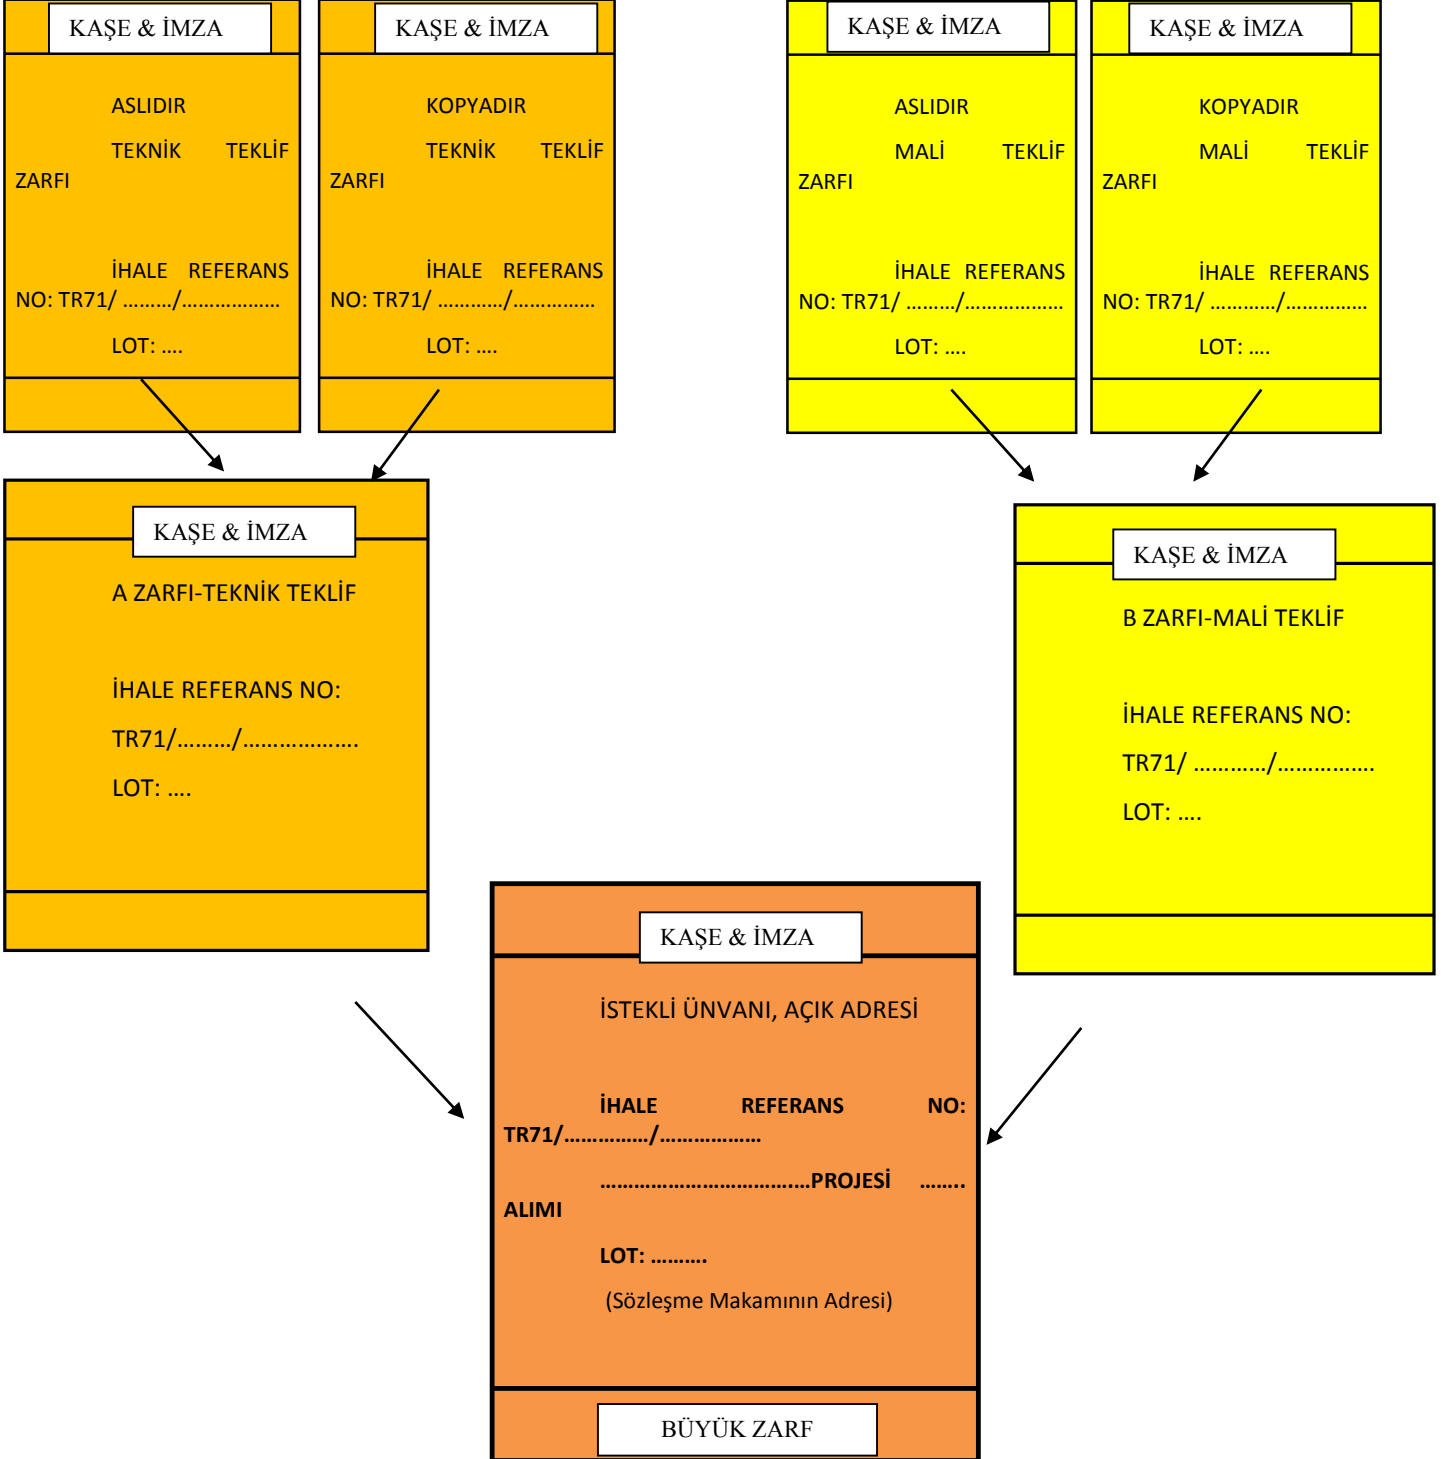 KAŞE & İMZA
ASLIDIR
TEKNİK TEKLİF
ZARFI
İHALE REFERANS
NO: TR71/ ………/………………
LOT: ….
KAŞE & İMZA
KOPYADIR
TEKNİK TEKLİF
ZARFI
İHALE REFERANS
NO: TR71/ …………/……………
LOT: ….
KAŞE & İMZA
ASLIDIR
MALİ TEKLİF
ZARFI
İHALE REFERANS
NO: TR71/ ………/………………
LOT: ….
KAŞE & İMZA
KOPYADIR
MALİ TEKLİF
ZARFI
İHALE REFERANS
NO: TR71/ …………/……………
LOT: ….
KAŞE & İMZA
A ZARFI-TEKNİK TEKLİF
İHALE REFERANS NO:
TR71/………/……………….
LOT: ….
KAŞE & İMZA
B ZARFI-MALİ TEKLİF
İHALE REFERANS NO:
TR71/ …………/…………….
LOT: ….
KAŞE & İMZA
İSTEKLİ ÜNVANI, AÇIK ADRESİ
İHALE REFERANS NO:
TR71/……………/………………
…………………………….…PROJESİ ……..
ALIMI
LOT: ……….
(Sözleşme Makamının Adresi)
BÜYÜK ZARF